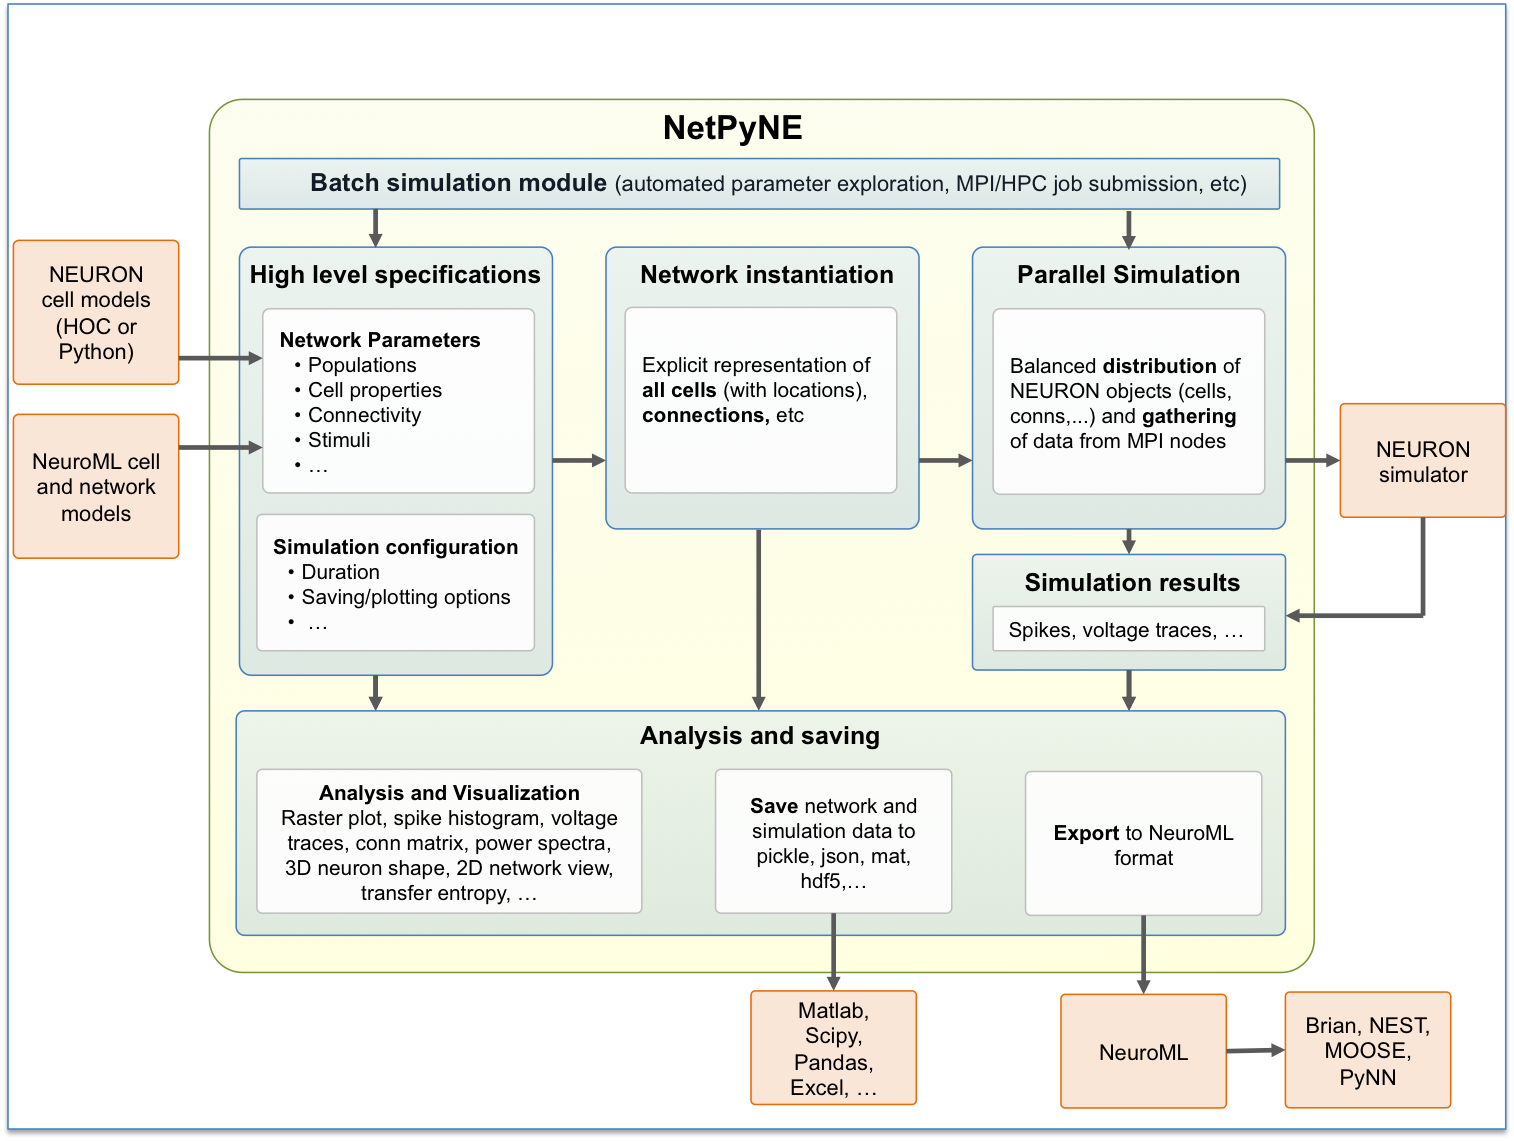 NetPyNE
Batch simulation module (automated parameter exploration, MPI/HPC job submission, etc)
NEURON
cell models
(HOC or
Python)
NeuroML cell
and network
models
High level specifications
Network Parameters
• Populations
• Cell properties
• Connectivity
• Stimuli
• …
Simulation configuration
• Duration
• Saving/plotting options
• …
Network instantiation
Explicit representation of
all cells (with locations),
connections, etc
Parallel Simulation
Balanced distribution of
NEURON objects (cells,
conns,...) and gathering
of data from MPI nodes
NEURON
simulator
Simulation results
Spikes, voltage traces, …
Analysis and saving
Analysis and Visualization
Raster plot, spike histogram, voltage
traces, conn matrix, power spectra,
3D neuron shape, 2D network view,
transfer entropy, …
Save network and
simulation data to
pickle, json, mat,
hdf5,…
Export to NeuroML
format
Matlab,
Scipy,
Pandas,
Excel, …
NeuroML
Brian, NEST,
MOOSE,
PyNN